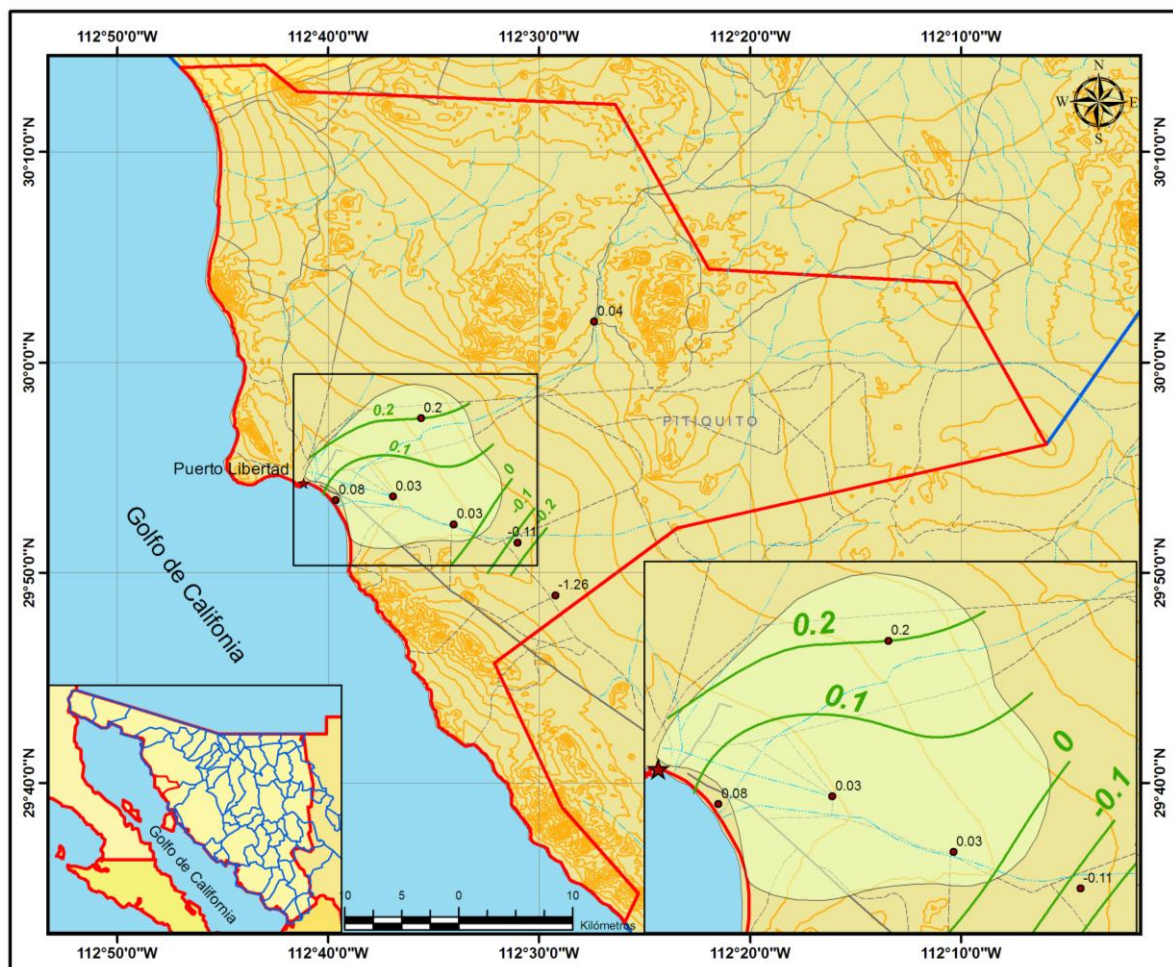 112°50'0"W 112°40'0"W 112°30'0"W 112°20'0"W 112°10'0"W
N
W E
S
30°10'0"N 30°10'0"N
0.04
30°0'0"N 30°0'0"N
0.2 0.2
PITIQUITO
0.1
Puerto Libertad
0
0.08 0.03
-0.1
0.03 -0.2
-0.11
Golfo de Califonia
29°50'0"N 29°50'0"N
-1.26
0.2 0.2
0.1
0
29°40'0"N 29°40'0"N
0.08 0.03
-0.1
0.03
-0.11
Golfo de California
10 5 0 10
Kilómetros
112°50'0"W 112°40'0"W 112°30'0"W 112°20'0"W 112°10'0"W